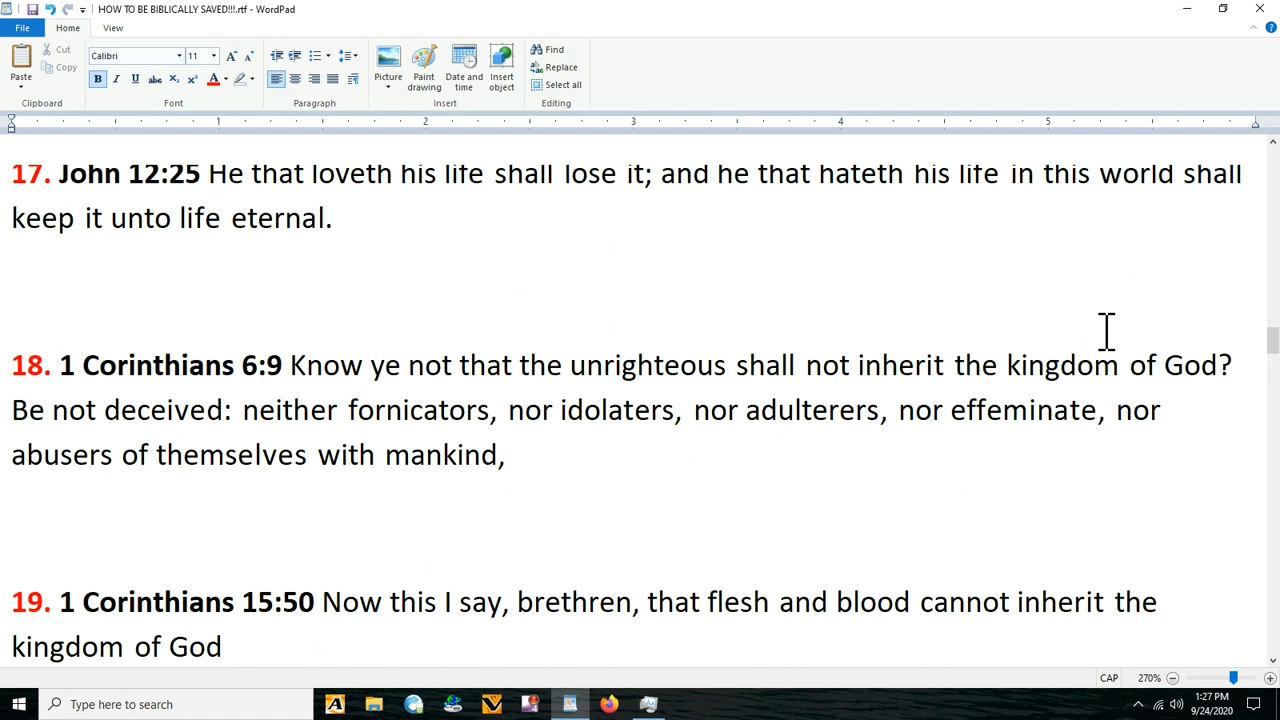 HOW TO BE BIBLICALLY SAVED!!!.rtf - WordPad
File Home View
Paste
Cut
Copy
Clipboard
Calibri 11
Font
Paragraph
Picture
Paint drawing
Date and time
Insert object
Insert
Find
Replace
Select all
Editing
1 2 3 4 5
17. John 12:25 He that loveth his life shall lose it; and he that hateth his life in this world shall
keep it unto life eternal.
18. 1 Corinthians 6:9 Know ye not that the unrighteous shall not inherit the kingdom of God?
Be not deceived: neither fornicators, nor idolaters, nor adulterers, nor effeminate, nor
abusers of themselves with mankind,
19. 1 Corinthians 15:50 Now this I say, brethren, that flesh and blood cannot inherit the
kingdom of God
CAP 270%
Type here to search
1:27 PM
9/24/2020